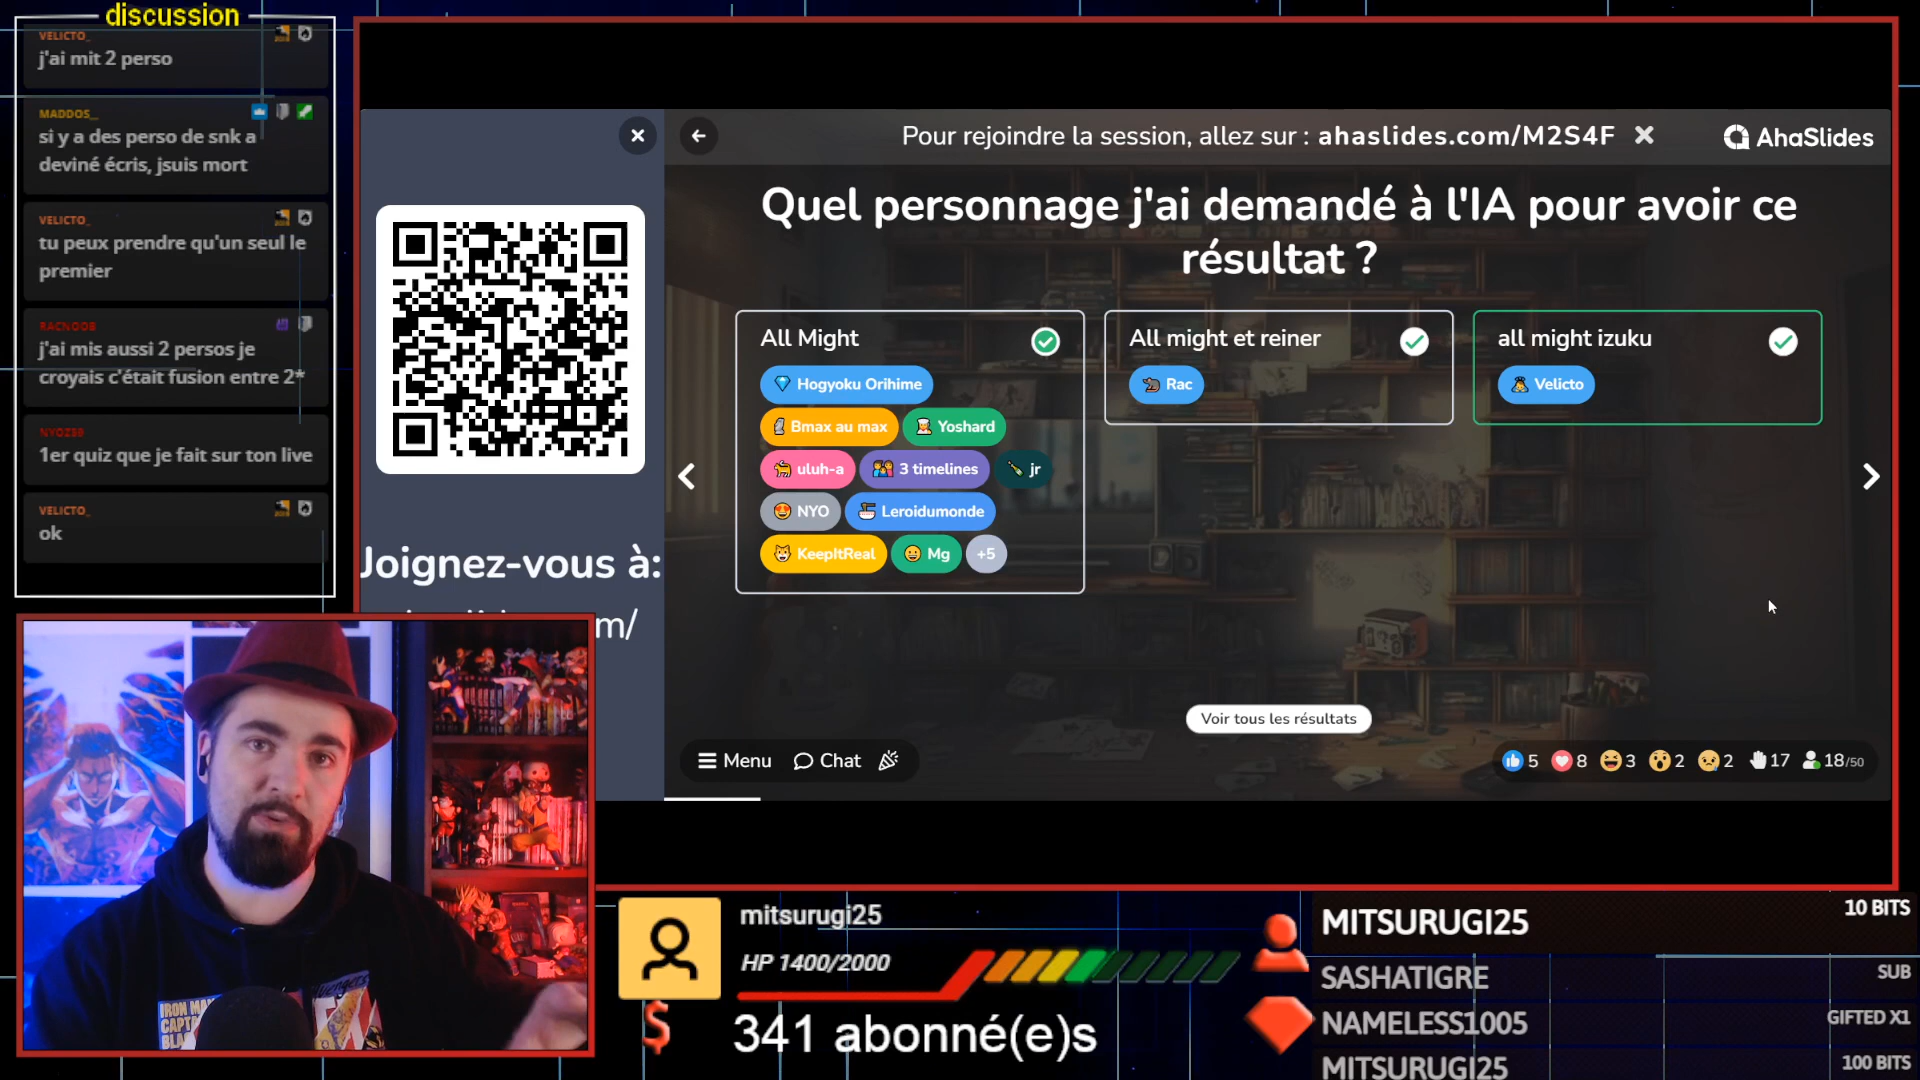 discussion
VELICTO_
j'ai mit 2 perso
MADDOS__
si y a des perso de snk a
deviné écris, jsuis mort
VELICTO_
tu peux prendre qu'un seul le
premier
RACNOOB
j'ai mis aussi 2 persos je
croyais c'était fusion entre 2*
NYOZ59
1er quiz que je fait sur ton live
VELICTO_
ok
Pour rejoindre la session, allez sur : ahaslides.com/M2S4F
AhaSlides
Quel personnage j'ai demandé à l'IA pour avoir ce
résultat ?
All Might
Hogyoku Orihime
Bmax au max
Yoshard
uluh-a
3 timelines
jr
NYO
Leroidumonde
KeepItReal
Mg
+5
All might et reiner
Rac
all might izuku
Velicto
Joignez-vous à:
m/
Voir tous les résultats
Menu
Chat
5
8
3
2
2
17
18/50
IRON MA
CAPT
BLA
mitsurugi25
HP 1400/2000
$
341 abonné(e)s
MITSURUGI25
10 BITS
SASHATIGRE
SUB
NAMELESS1005
GIFTED X1
MITSURUGI25
100 BITS